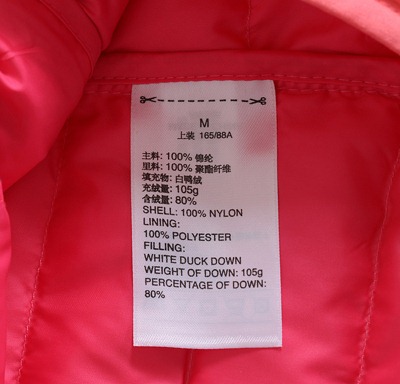 M
上装 165/88A
主料: 100% 锦纶
里料: 100% 聚酯纤维
填充物: 白鸭绒
充绒量: 105g
含绒量: 80%
SHELL: 100% NYLON
LINING:
100% POLYESTER
FILLING:
WHITE DUCK DOWN
WEIGHT OF DOWN: 105g
PERCENTAGE OF DOWN:
80%